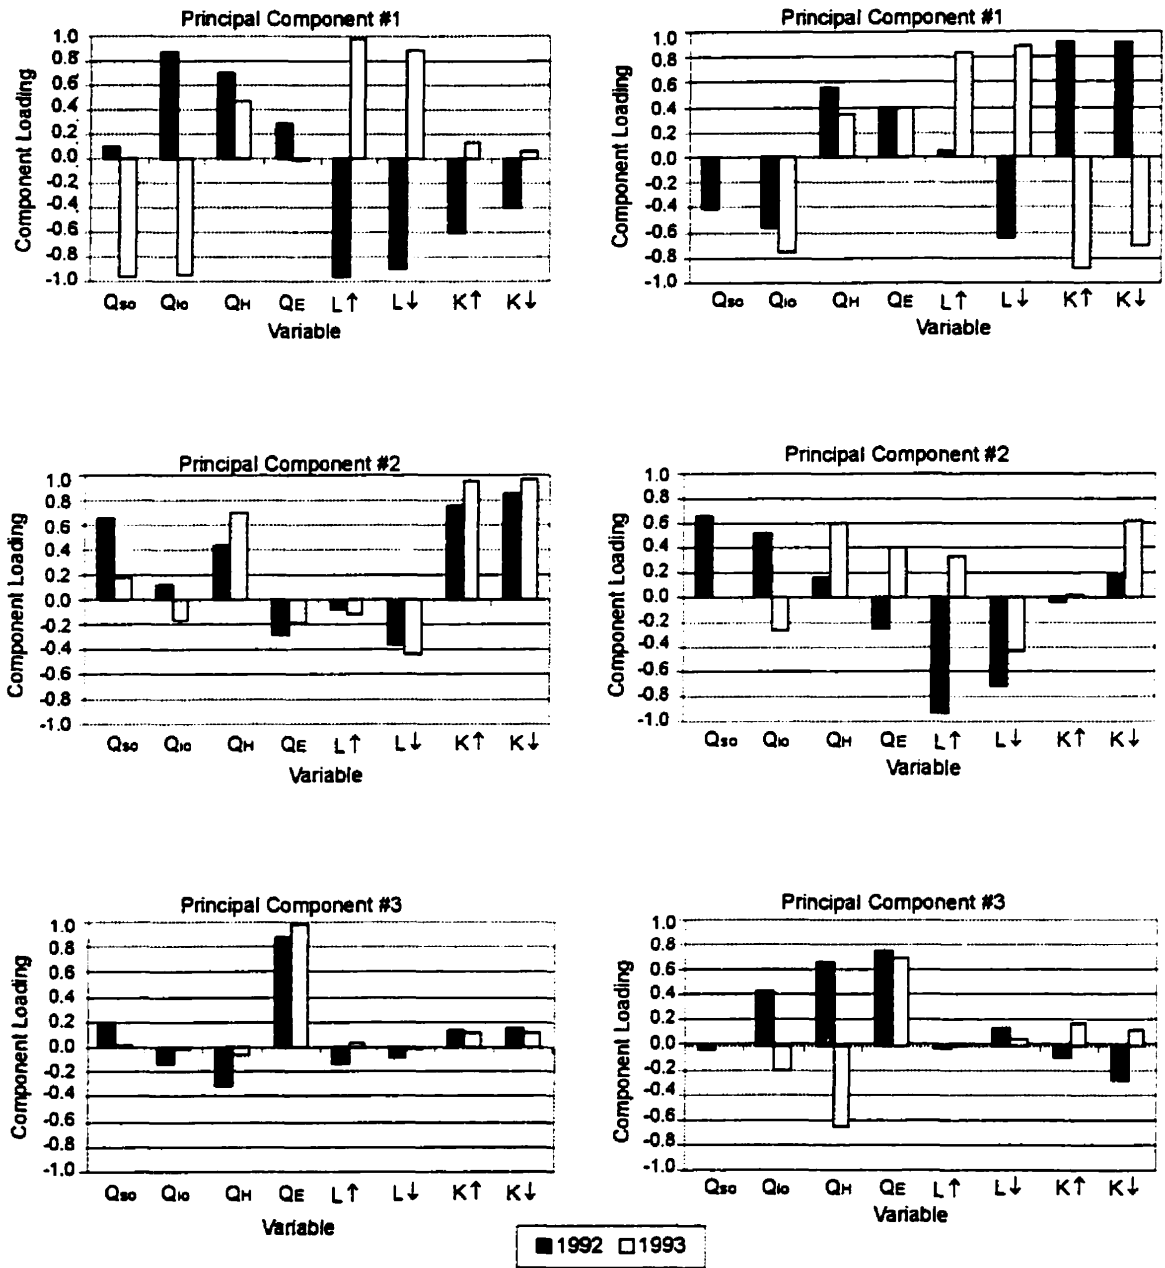 Principal Component #1
1.0
0.8
0.6
0.4
0.2
0.0
-0.2
-0.4
-0.6
-0.8
-1.0
Component Loading
Qso Qio QH QE L↑ L↓ K↑ K↓
Variable
Principal Component #1
1.0
0.8
0.6
0.4
0.2
0.0
-0.2
-0.4
-0.6
-0.8
-1.0
Component Loading
Qso Qio QH QE L↑ L↓ K↑ K↓
Variable
Principal Component #2
1.0
0.8
0.6
0.4
0.2
0.0
-0.2
-0.4
-0.6
-0.8
-1.0
Component Loading
Qso Qio QH QE L↑ L↓ K↑ K↓
Variable
Principal Component #2
1.0
0.8
0.6
0.4
0.2
0.0
-0.2
-0.4
-0.6
-0.8
-1.0
Component Loading
Qso Qio QH QE L↑ L↓ K↑ K↓
Variable
Principal Component #3
1.0
0.8
0.6
0.4
0.2
0.0
-0.2
-0.4
-0.6
-0.8
-1.0
Component Loading
Qso Qio QH QE L↑ L↓ K↑ K↓
Variable
Principal Component #3
1.0
0.8
0.6
0.4
0.2
0.0
-0.2
-0.4
-0.6
-0.8
-1.0
Component Loading
Qso Qio QH QE L↑ L↓ K↑ K↓
Variable
1992 1993